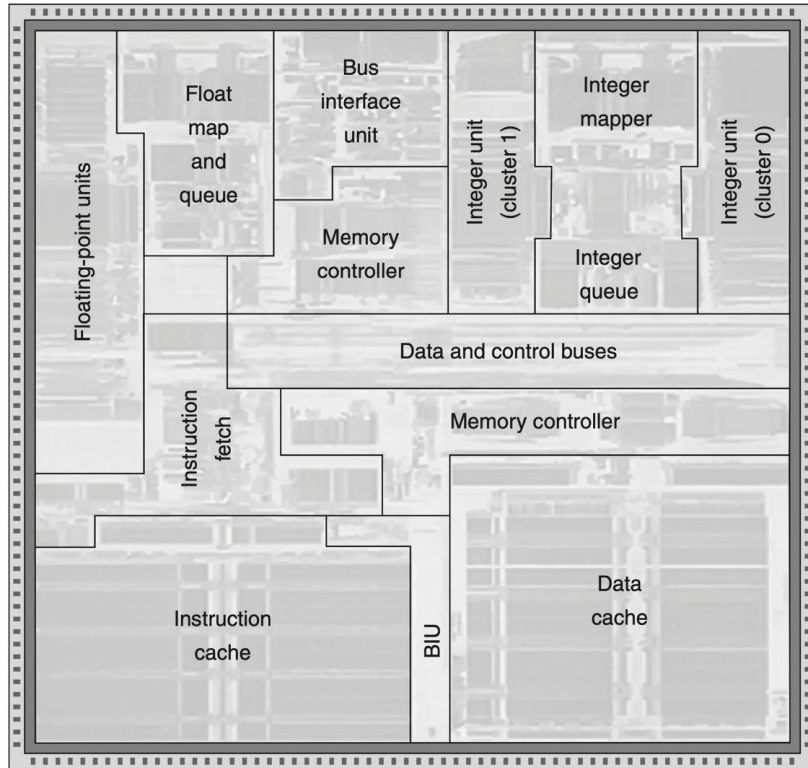 Float
map
and
queue
Bus
interface
unit
Integer unit
(cluster 1)
Integer
mapper
Integer unit
(cluster 0)
Floating-point units
Memory
controller
Integer
queue
Data and control buses
Instruction
fetch
Memory controller
Instruction
cache
BIU
Data
cache